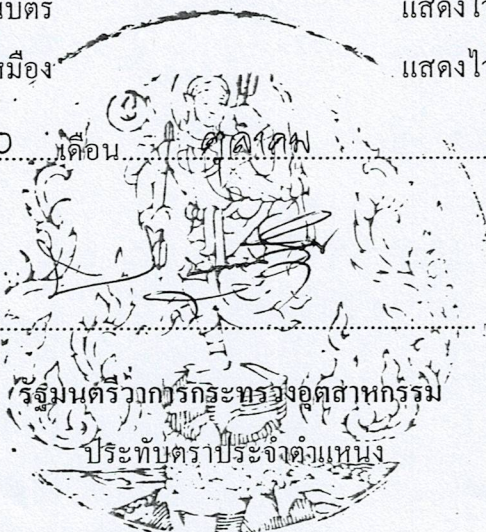 แสดงไ
แสดงไ
เดือน ตุลาคม
รัฐมนตรีว่าการกระทรวงอุตสาหกรรม
ประทับตราประจำตำแหน่ง